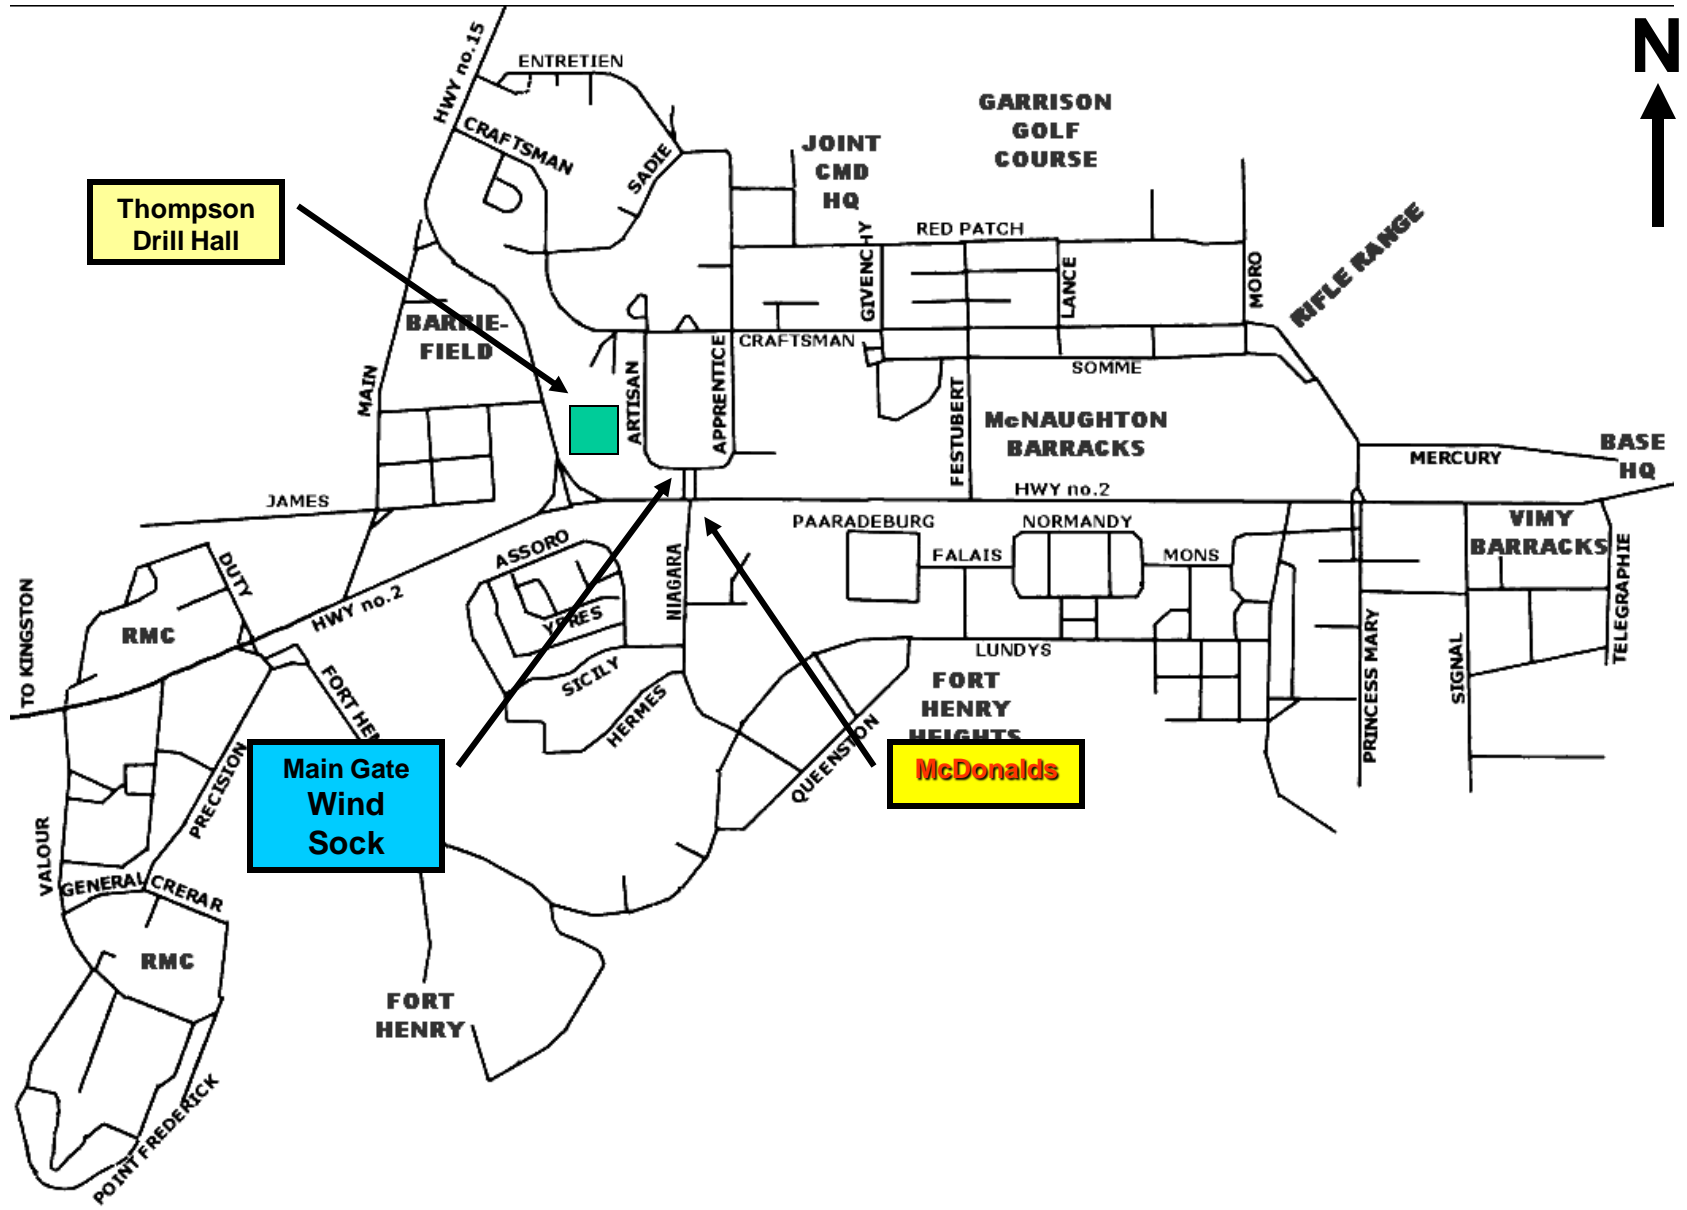 N
HWY no.15
ENTRETIEN
CRAFTSMAN
SADIE
JOINT
CMD
HQ
GARRISON
GOLF
COURSE
Thompson
Drill Hall
RED PATCH
GIVENCHY
LANCE
MORO
RIFLE RANGE
BARRIE-
FIELD
MAIN
ARTISAN
APPRENTICE
CRAFTSMAN
SOMME
FESTUBERT
McNAUGHTON
BARRACKS
MERCURY
BASE
HQ
JAMES
HWY no.2
PAARADEBURG
NORMANDY
FALAIS
MONS
VIMY
BARRACKS
TELEGRAPHIE
ASSORO
NIAGARA
YPRES
SICILY
HERMES
LUNDYS
FORT
HENRY
HEIGHTS
QUEENSTON
PRINCESS MARY
SIGNAL
DUTY
HWY no.2
RMC
TO KINGSTON
FORT HEN
PRECISION
Main Gate
Wind
Sock
McDonalds
VALOUR
GENERAL CRERAR
RMC
FORT
HENRY
POINT FREDERICK